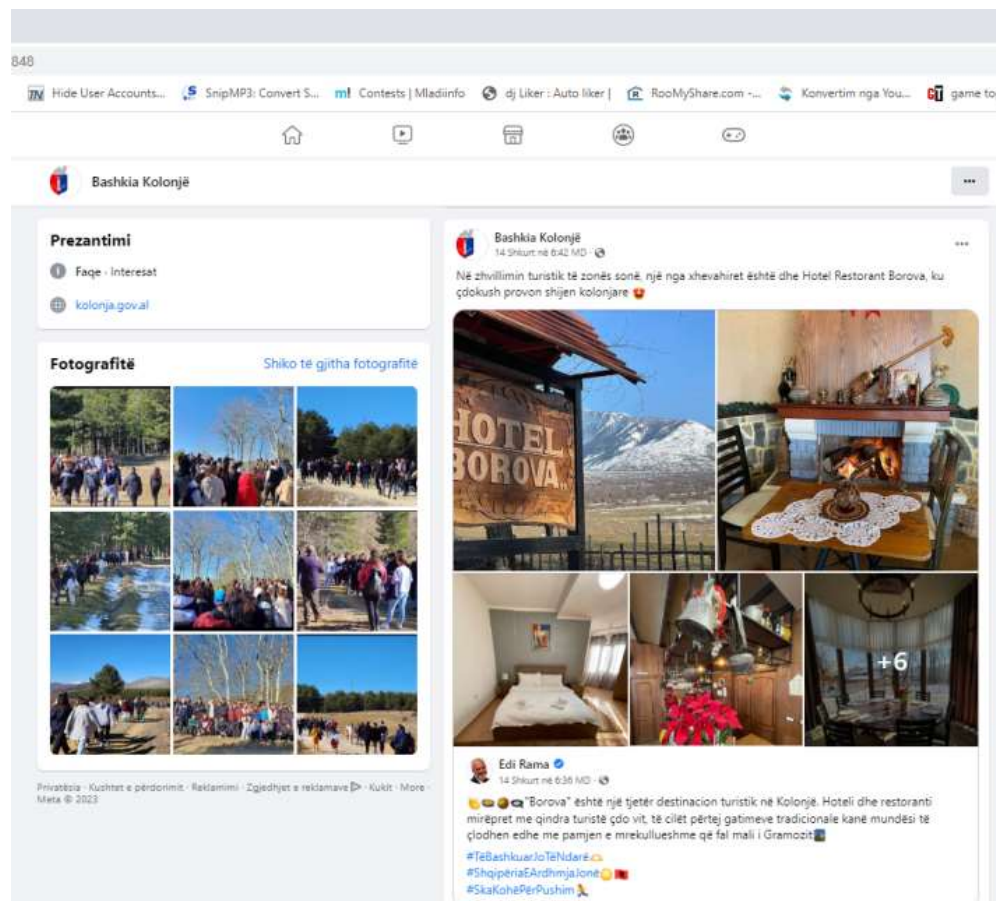 848
Hide User Accounts...
SnipMP3: Convert S...
m! Contests | Mladiinfo
dj Liker : Auto liker |
RooMyShare.com -...
Konvertim nga You...
game to
Bashkia Kolonjë
Prezantimi
Faqe · Interesat
kolonja.gov.al
Fotografitë
Shiko të gjitha fotografitë
Privatësia · Kushtet e përdorimit · Reklamimi · Zgjedhjet e reklamave · Kukit · More ·
Meta © 2023
Bashkia Kolonjë
14 Shkurt në 6:42 MD ·
Në zhvillimin turistik të zonës sonë, një nga xhevahiret është dhe Hotel Restorant Borova, ku
çdokush provon shijen kolonjare
HOTEL
BOROVA
+6
Edi Rama
14 Shkurt në 6:36 MD ·
"Borova" është një tjetër destinacion turistik në Kolonjë. Hoteli dhe restoranti
mirëpret me qindra turistë çdo vit, të cilët përtej gatimeve tradicionale kanë mundësi të
çlodhen edhe me pamjen e mrekullueshme që fal mali i Gramozit
#TëBashkuarJoTëNdarë
#ShqipëriaEArdhmjaJonë
#SkaKohëPërPushim